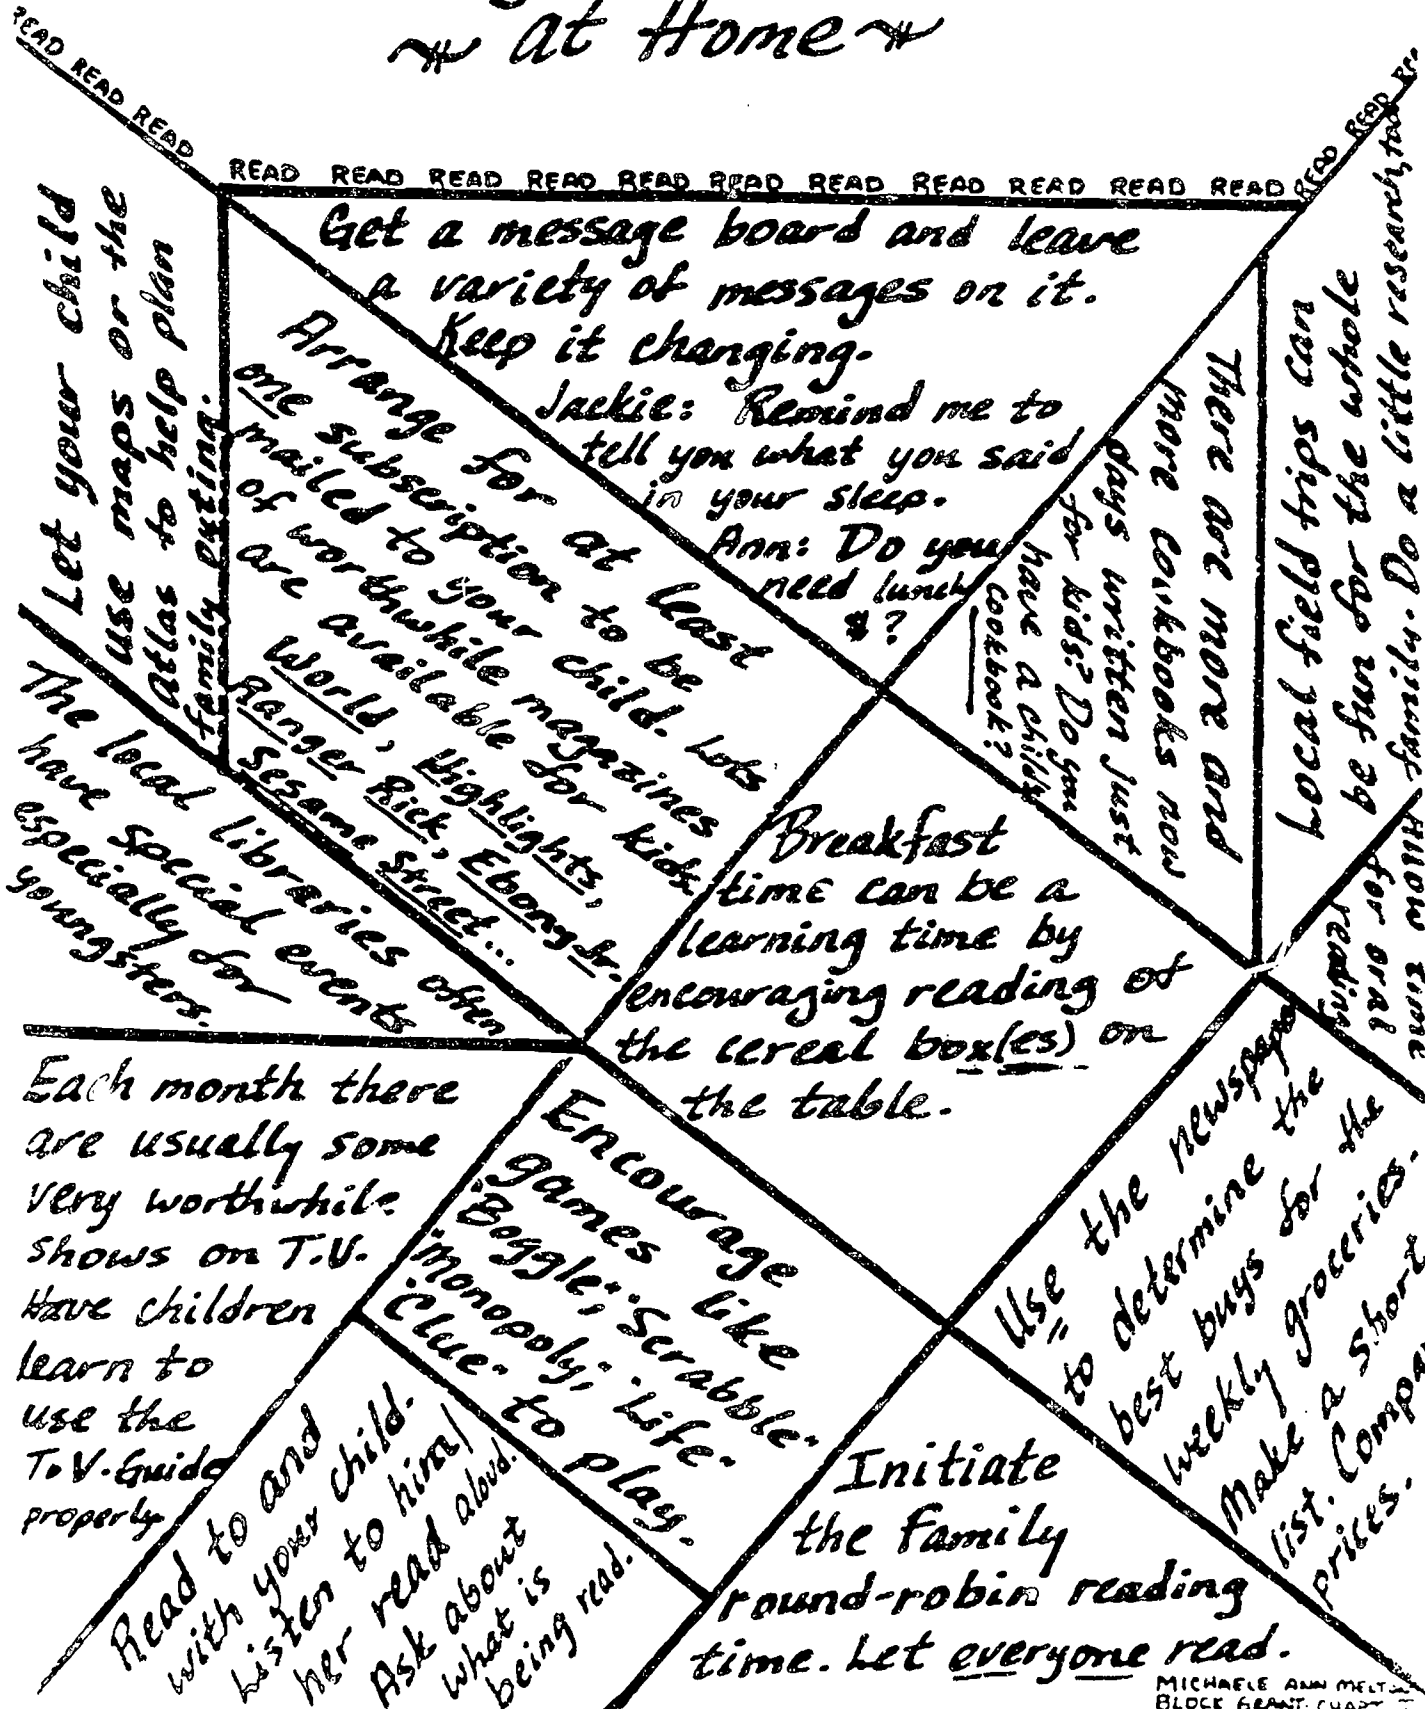 at Home
READ READ READ
READ READ READ READ READ READ READ READ READ READ READ
READ READ
Get a message board and leave
a variety of messages on it.
Keep it changing.
Jackie: Remind me to
tell you what you said
in your sleep.
Ann: Do you
need lunch
$?
Let your child
use maps or the
atlas to help plan
family outing.
Arrange for at least
one subscription to be
mailed to your child. Lots
of worthwhile magazines
are available for kids.
World, Highlights,
Ranger Rick, Ebony Jr.
Sesame Street...
There are more and
more cookbooks now
days written just
for kids? Do you
have a child's
cookbook?
Local field trips can
be fun for the whole
family. Do a little research, too
Allow time
for oral
reading
The local libraries often
have special events
especially for
youngsters.
Breakfast
time can be a
learning time by
encouraging reading of
the cereal box(es) on
the table.
Each month there
are usually some
very worthwhile
shows on T.V.
Have children
learn to
use the
T.V. Guide
properly.
Encourage
games like
"Boggle," "Scrabble"
"Monopoly," "Life"
"Clue" to play.
Use the newspaper
to determine the
best buys for the
weekly groceries.
Make a short
list. Compa
prices.
Read to and
with your child.
Listen to him/
her read aloud.
Ask about
what is
being read.
Initiate
the family
round-robin reading
time. Let everyone read.
MICHAELE ANN
BLOCK GRANT